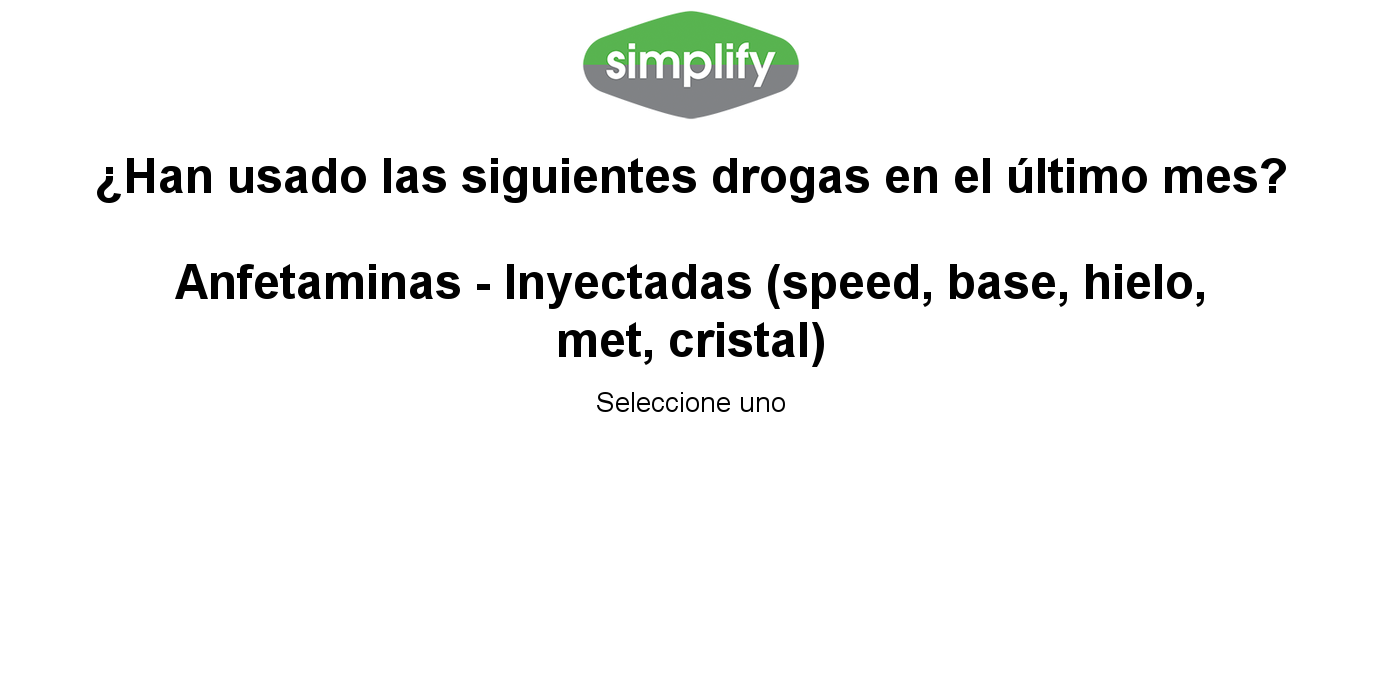 simplify
¿Han usado las siguientes drogas en el último mes?
Anfetaminas - Inyectadas (speed, base, hielo,
met, cristal)
Seleccione uno